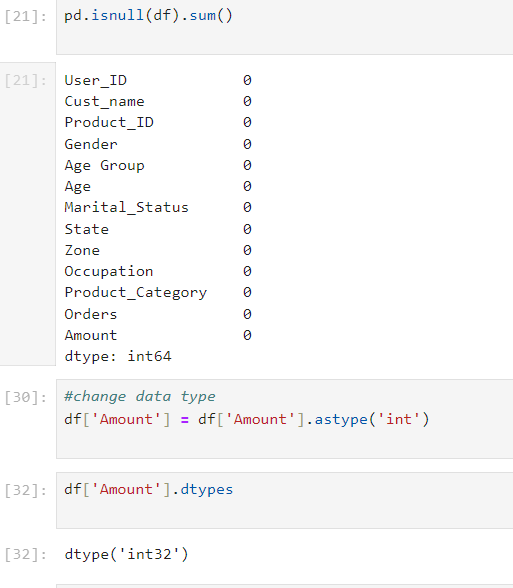 [21]: pd.isnull(df).sum()
[21]: User_ID 0
Cust_name 0
Product_ID 0
Gender 0
Age Group 0
Age 0
Marital_Status 0
State 0
Zone 0
Occupation 0
Product_Category 0
Orders 0
Amount 0
dtype: int64
[30]: #change data type
df['Amount'] = df['Amount'].astype('int')
[32]: df['Amount'].dtypes
[32]: dtype('int32')